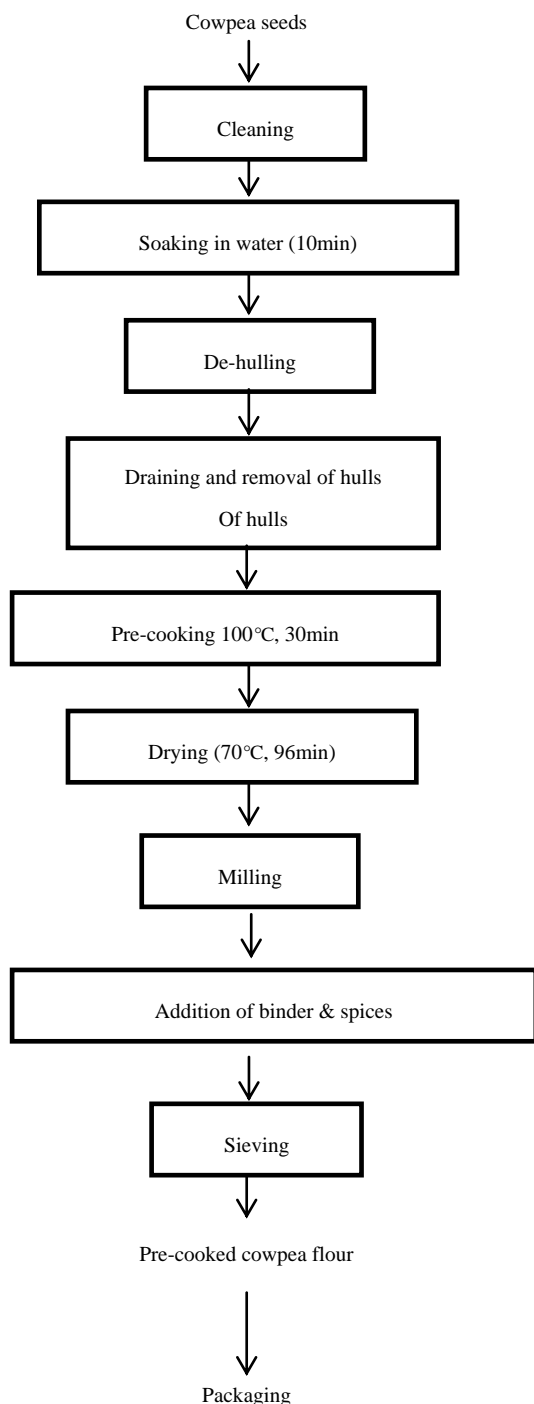 Cowpea seeds
Cleaning
Soaking in water (10min)
De-hulling
Draining and removal of hulls
Of hulls
Pre-cooking 100°C, 30min
Drying (70°C, 96min)
Milling
Addition of binder & spices
Sieving
Pre-cooked cowpea flour
Packaging